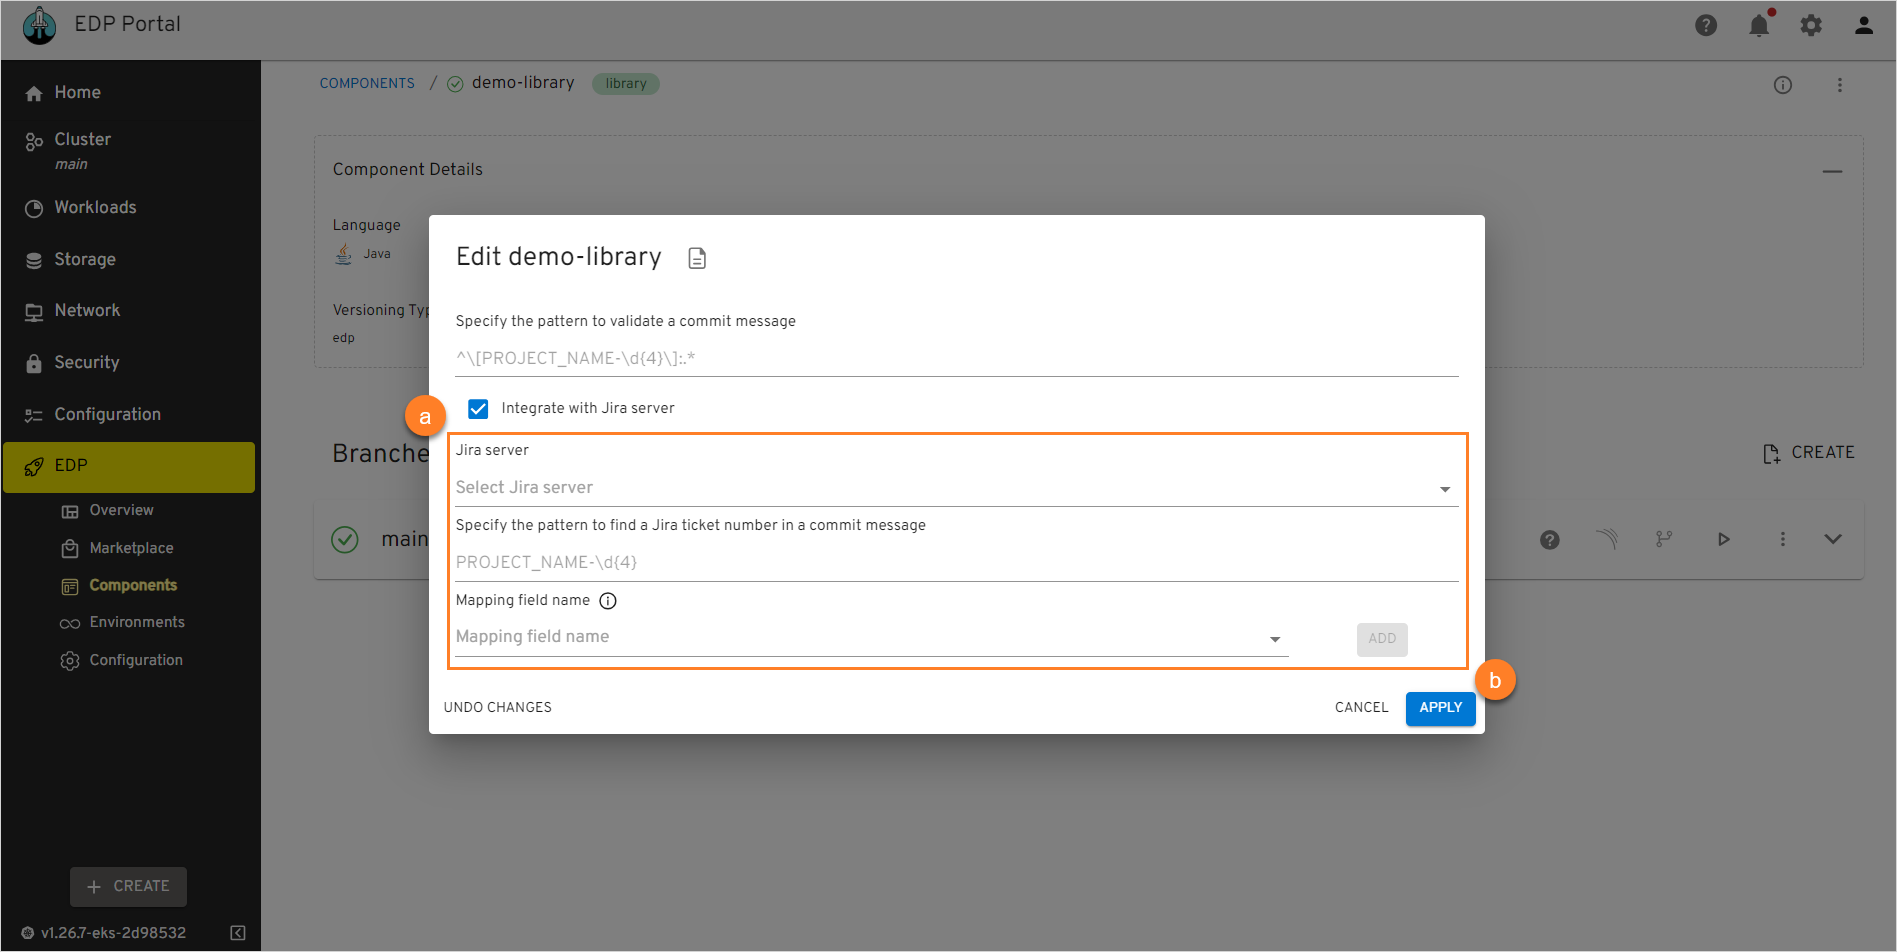 EDP Portal
Home
Cluster
main
Workloads
Storage
Network
Security
Configuration
EDP
Overview
Marketplace
Components
Environments
Configuration
+ CREATE
v1.26.7-eks-2d98532
COMPONENTS / demo-library library
Component Details
Language
Java
Versioning Typ
edp
Branche
CREATE
main
Edit demo-library
Specify the pattern to validate a commit message
^\[PROJECT_NAME-\d{4}\]:.*
a
Integrate with Jira server
Jira server
Select Jira server
Specify the pattern to find a Jira ticket number in a commit message
PROJECT_NAME-\d{4}
Mapping field name
Mapping field name
ADD
b
UNDO CHANGES
CANCEL
APPLY